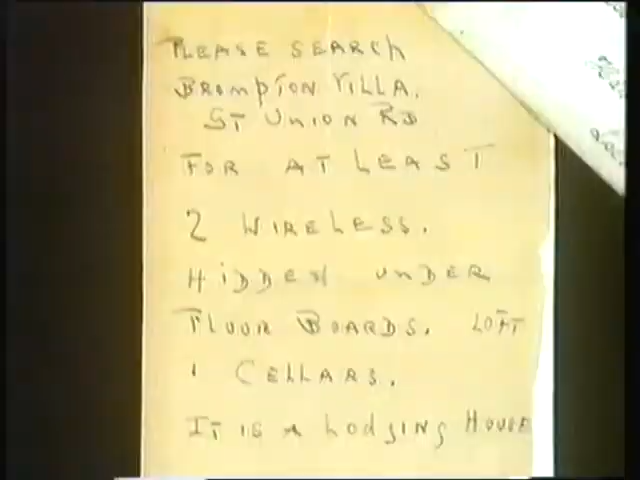 PLEASE SEARCH
BROMPTON VILLA.
ST UNION RD
FOR AT LEAST
2 WIRELESS.
HIDDEN UNDER
FLOOR BOARDS. LOFT
1 CELLARS.
IT IS A LODGING HOUSE